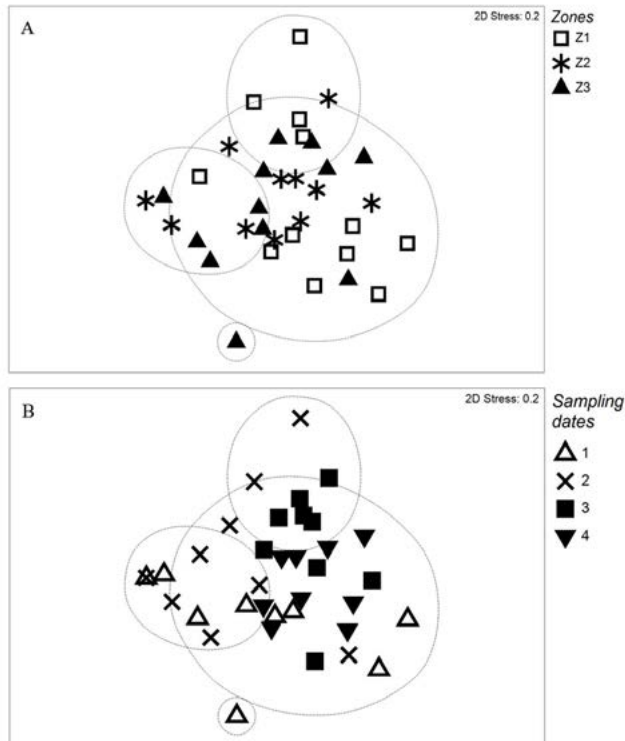 A
2D Stress: 0.2
Zones
Z1
Z2
Z3
B
2D Stress: 0.2
Sampling
dates
1
2
3
4